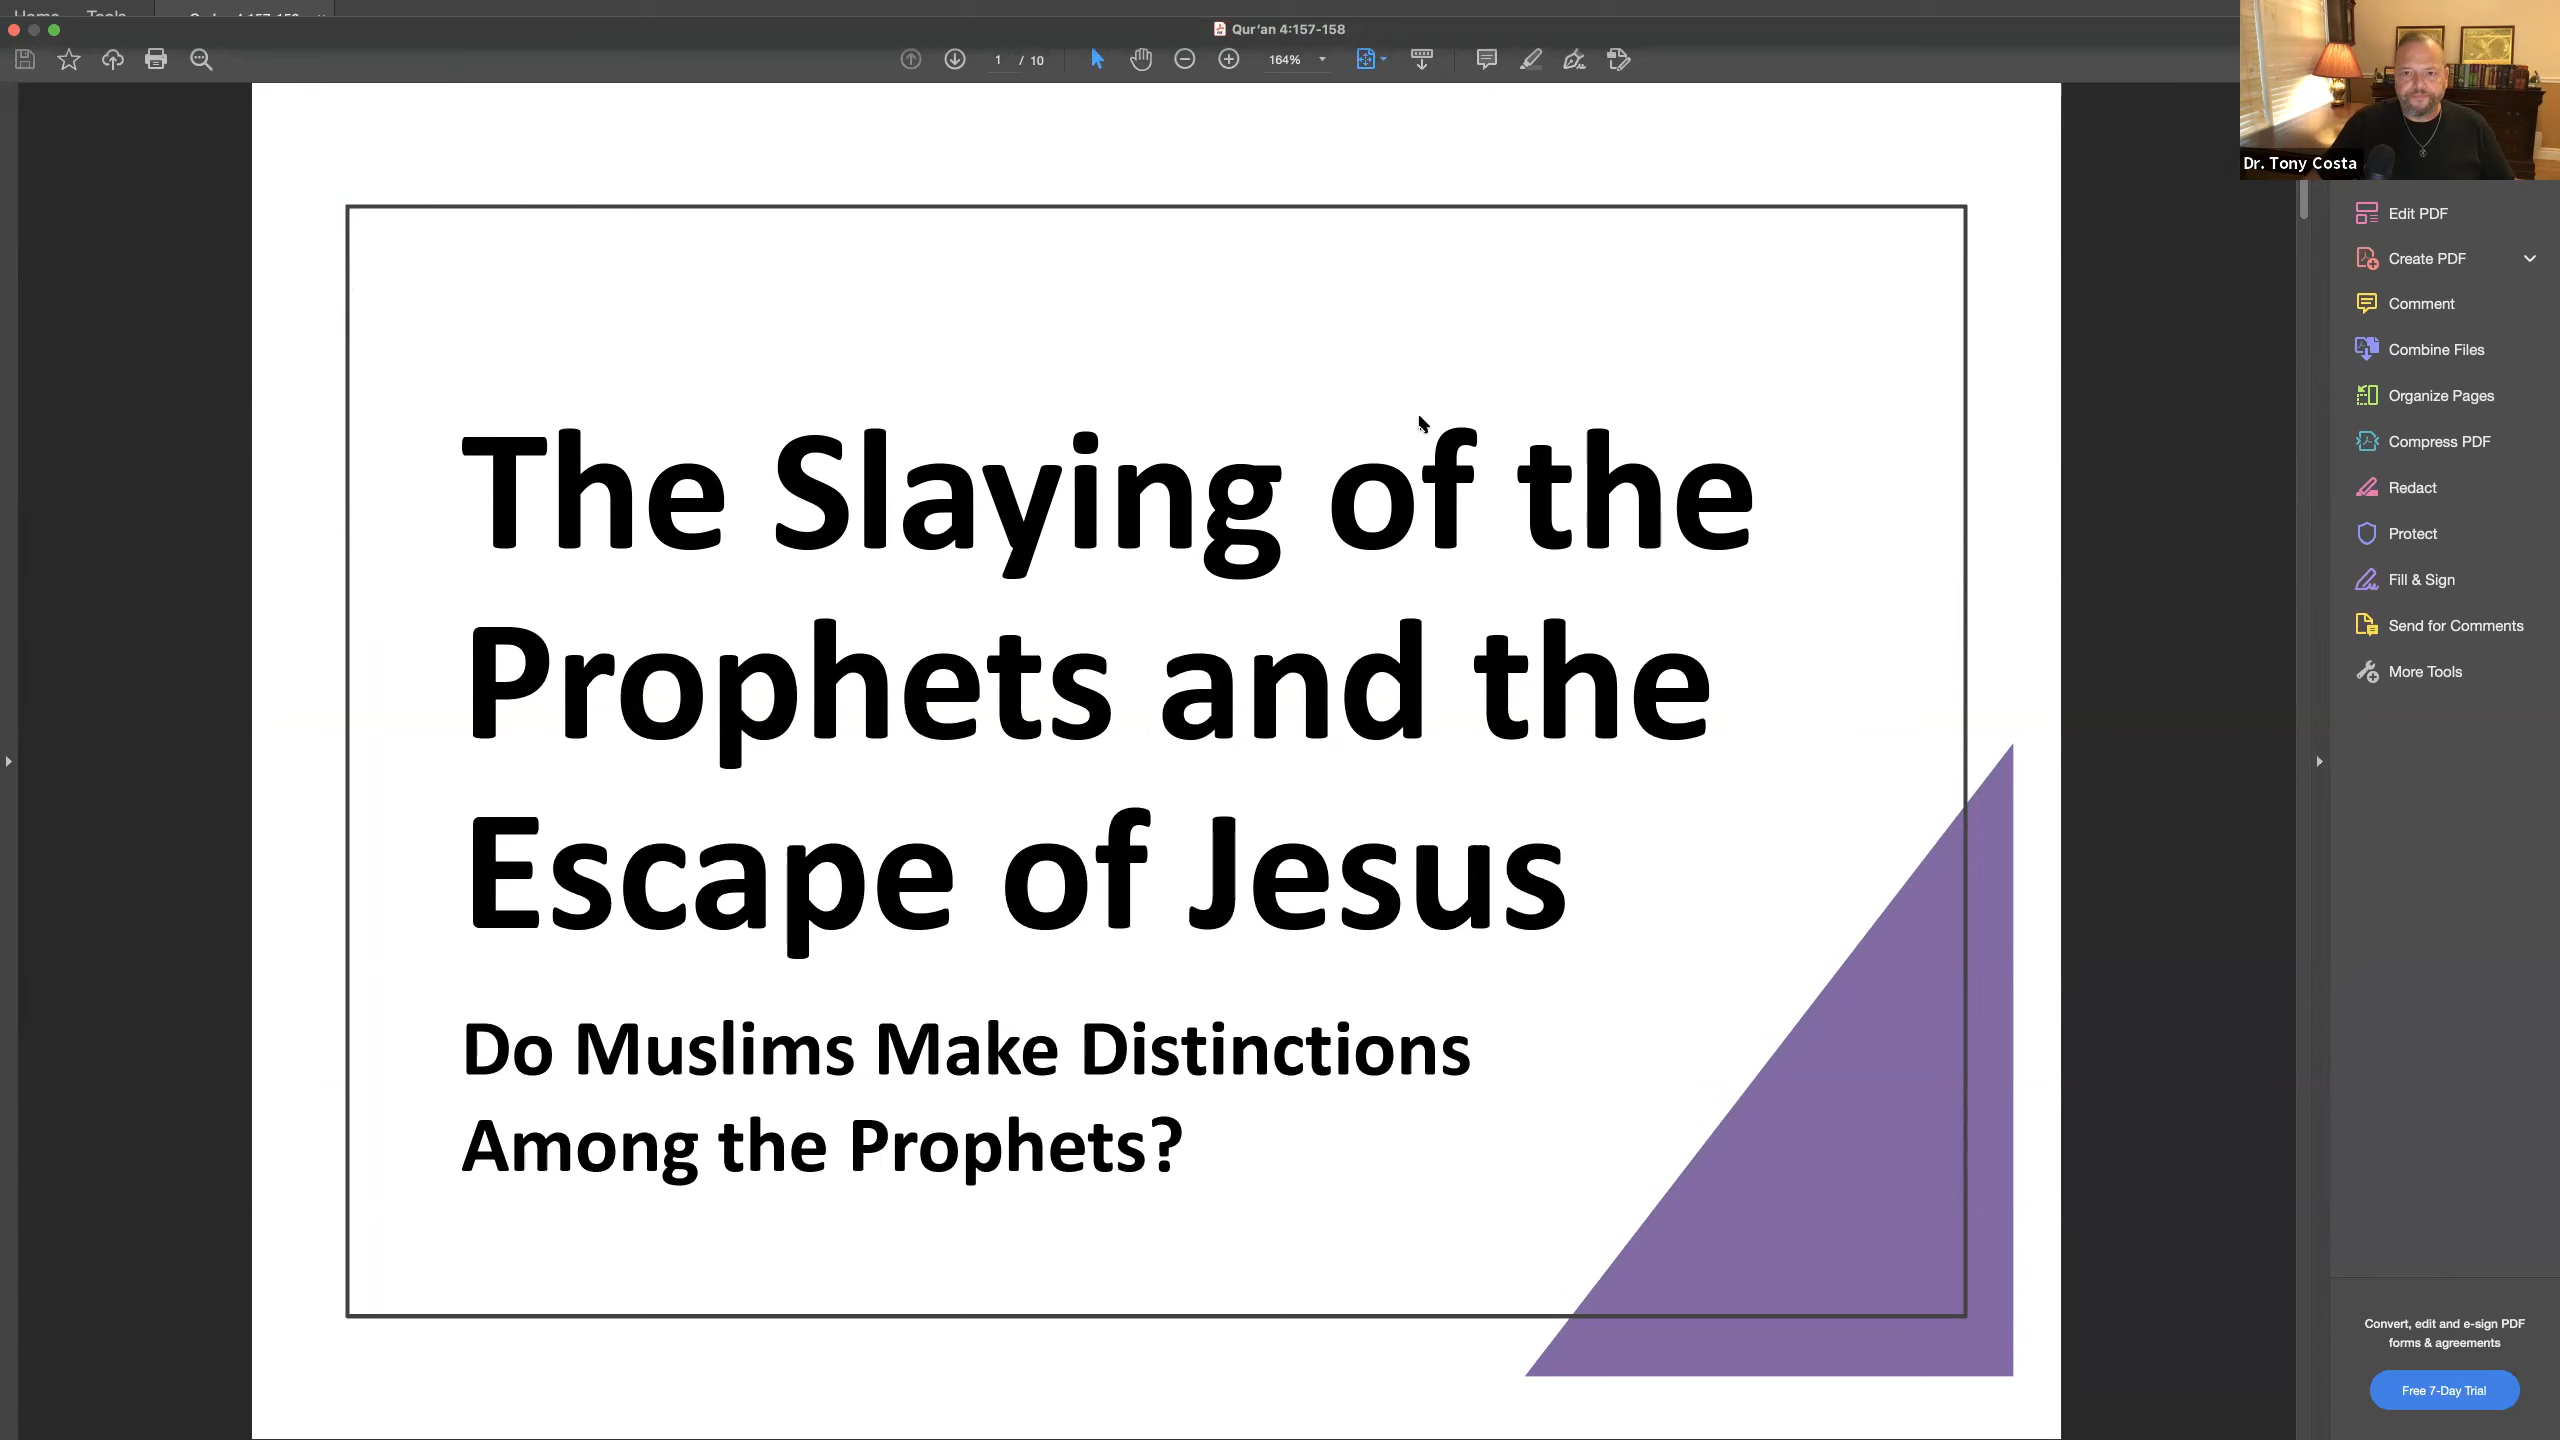 Qur'an 4:157-158
1 / 10
164%
Dr. Tony Costa
The Slaying of the
Prophets and the
Escape of Jesus
Do Muslims Make Distinctions
Among the Prophets?
Edit PDF
Create PDF
Comment
Combine Files
Organize Pages
Compress PDF
Redact
Protect
Fill & Sign
Send for Comments
More Tools
Convert, edit and e-sign PDF
forms & agreements
Free 7-Day Trial